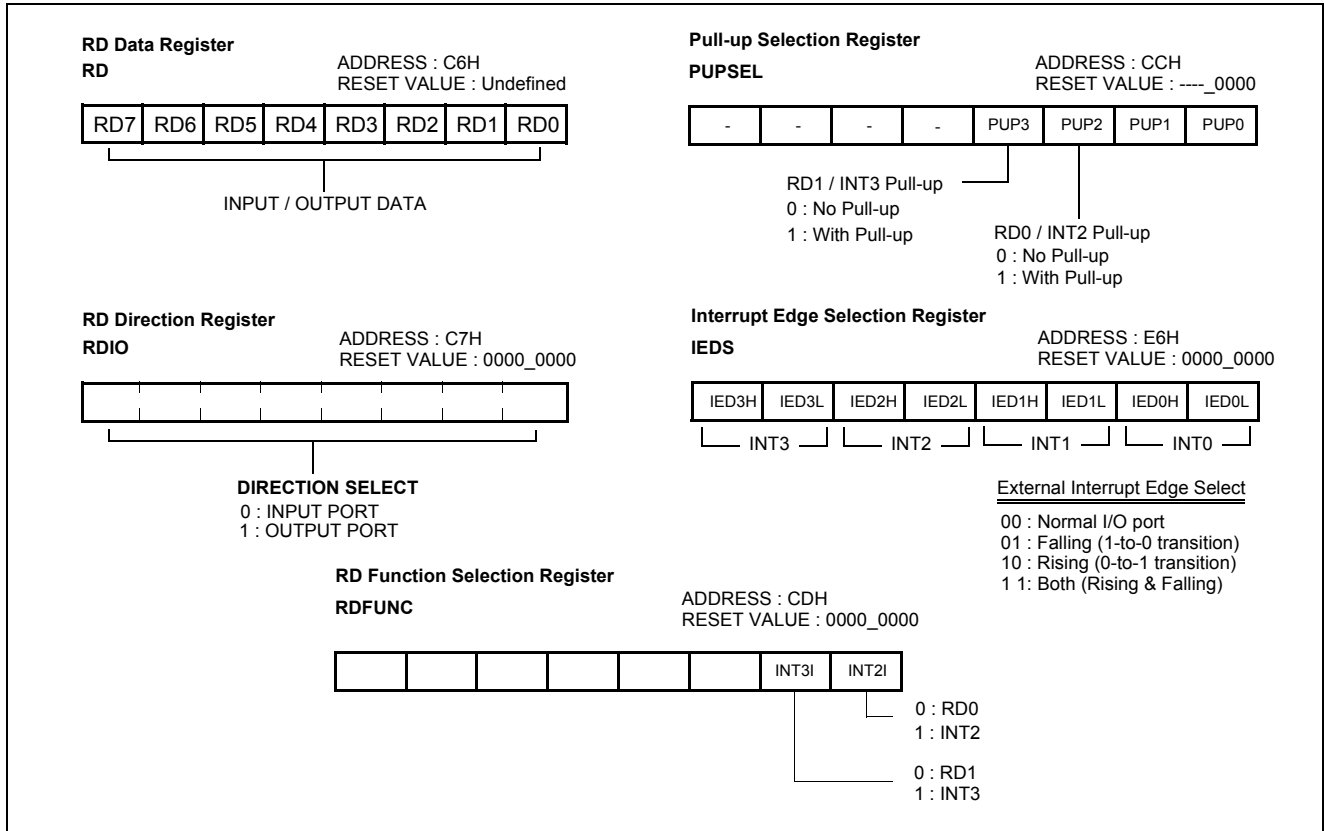 RD Data Register
RD
ADDRESS : C6H
RESET VALUE : Undefined
RD7 RD6 RD5 RD4 RD3 RD2 RD1 RD0
INPUT / OUTPUT DATA
Pull-up Selection Register
PUPSEL
ADDRESS : CCH
RESET VALUE : ----_0000
- - - - PUP3 PUP2 PUP1 PUP0
RD1 / INT3 Pull-up
0 : No Pull-up
1 : With Pull-up
RD0 / INT2 Pull-up
0 : No Pull-up
1 : With Pull-up
RD Direction Register
RDIO
ADDRESS : C7H
RESET VALUE : 0000_0000
DIRECTION SELECT
0 : INPUT PORT
1 : OUTPUT PORT
Interrupt Edge Selection Register
IEDS
ADDRESS : E6H
RESET VALUE : 0000_0000
IED3H IED3L IED2H IED2L IED1H IED1L IED0H IED0L
INT3 INT2 INT1 INT0
External Interrupt Edge Select
00 : Normal I/O port
01 : Falling (1-to-0 transition)
10 : Rising (0-to-1 transition)
1 1: Both (Rising & Falling)
RD Function Selection Register
RDFUNC
ADDRESS : CDH
RESET VALUE : 0000_0000
INT3I INT2I
0 : RD0
1 : INT2
0 : RD1
1 : INT3